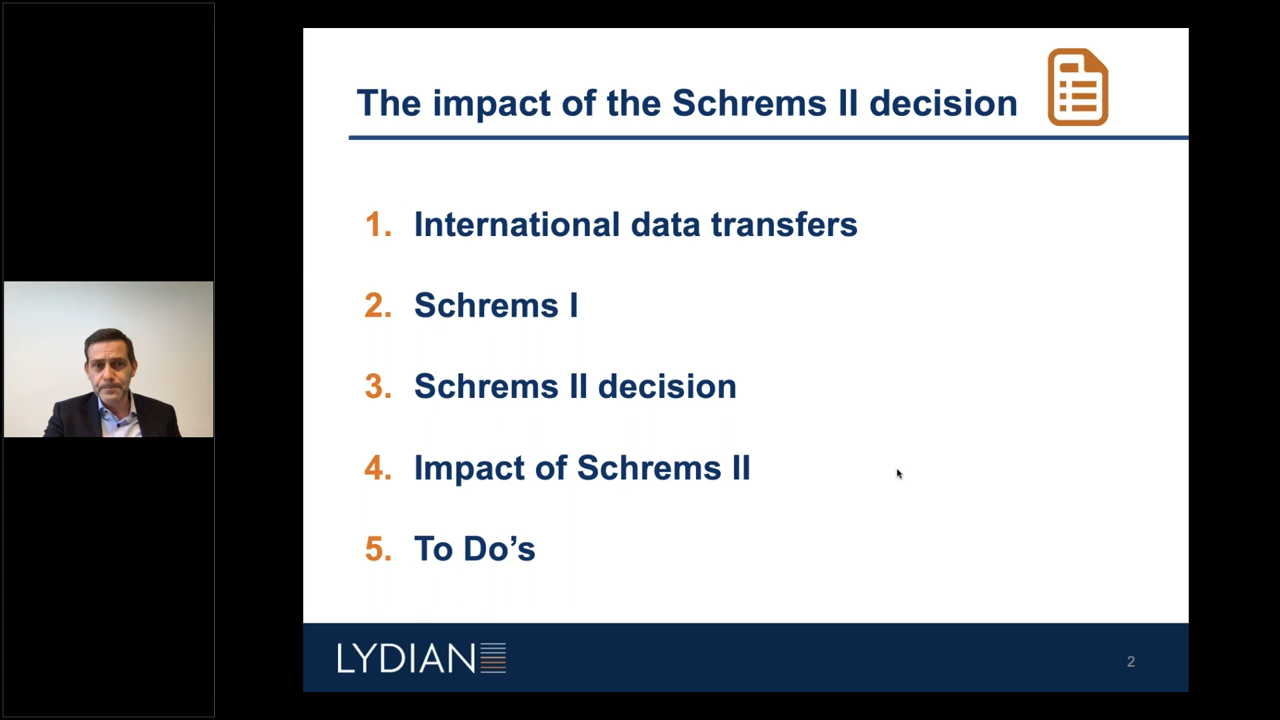 The impact of the Schrems II decision
1. International data transfers
2. Schrems I
3. Schrems II decision
4. Impact of Schrems II
5. To Do’s
LYDIAN
2